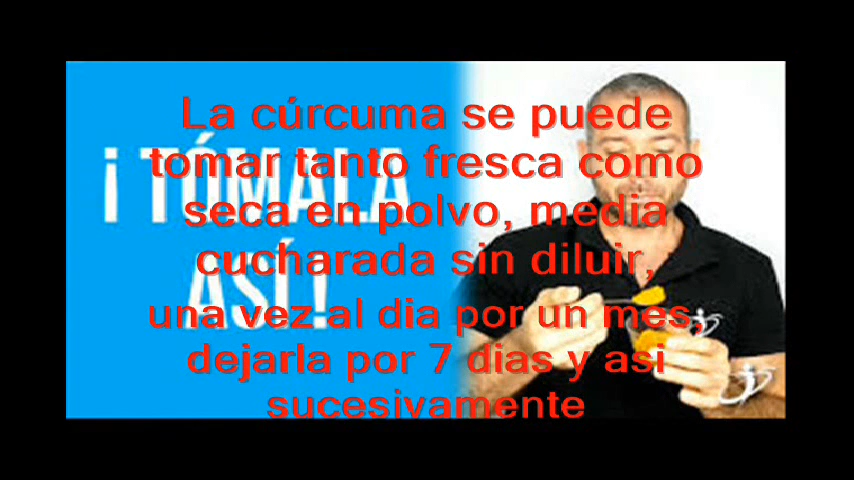 La cúrcuma se puede
tomar tanto fresca como
seca en polvo, media
cucharada sin diluir,
una vez al dia por un mes,
dejarla por 7 dias y asi
sucesivamente
¡TÓMALA
ASÍ!